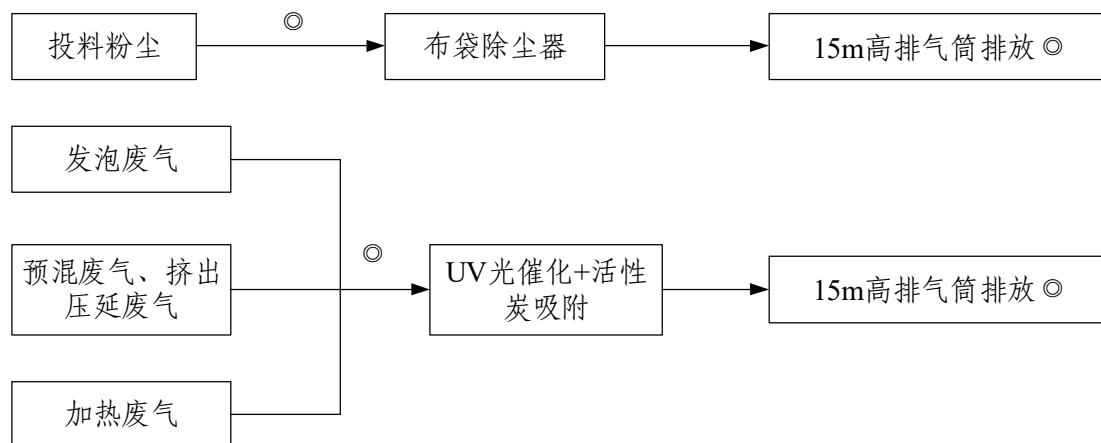 ◎
投料粉尘
布袋除尘器
15m高排气筒排放◎
发泡废气
◎
预混废气、挤出
压延废气
UV光催化+活性
炭吸附
15m高排气筒排放◎
加热废气